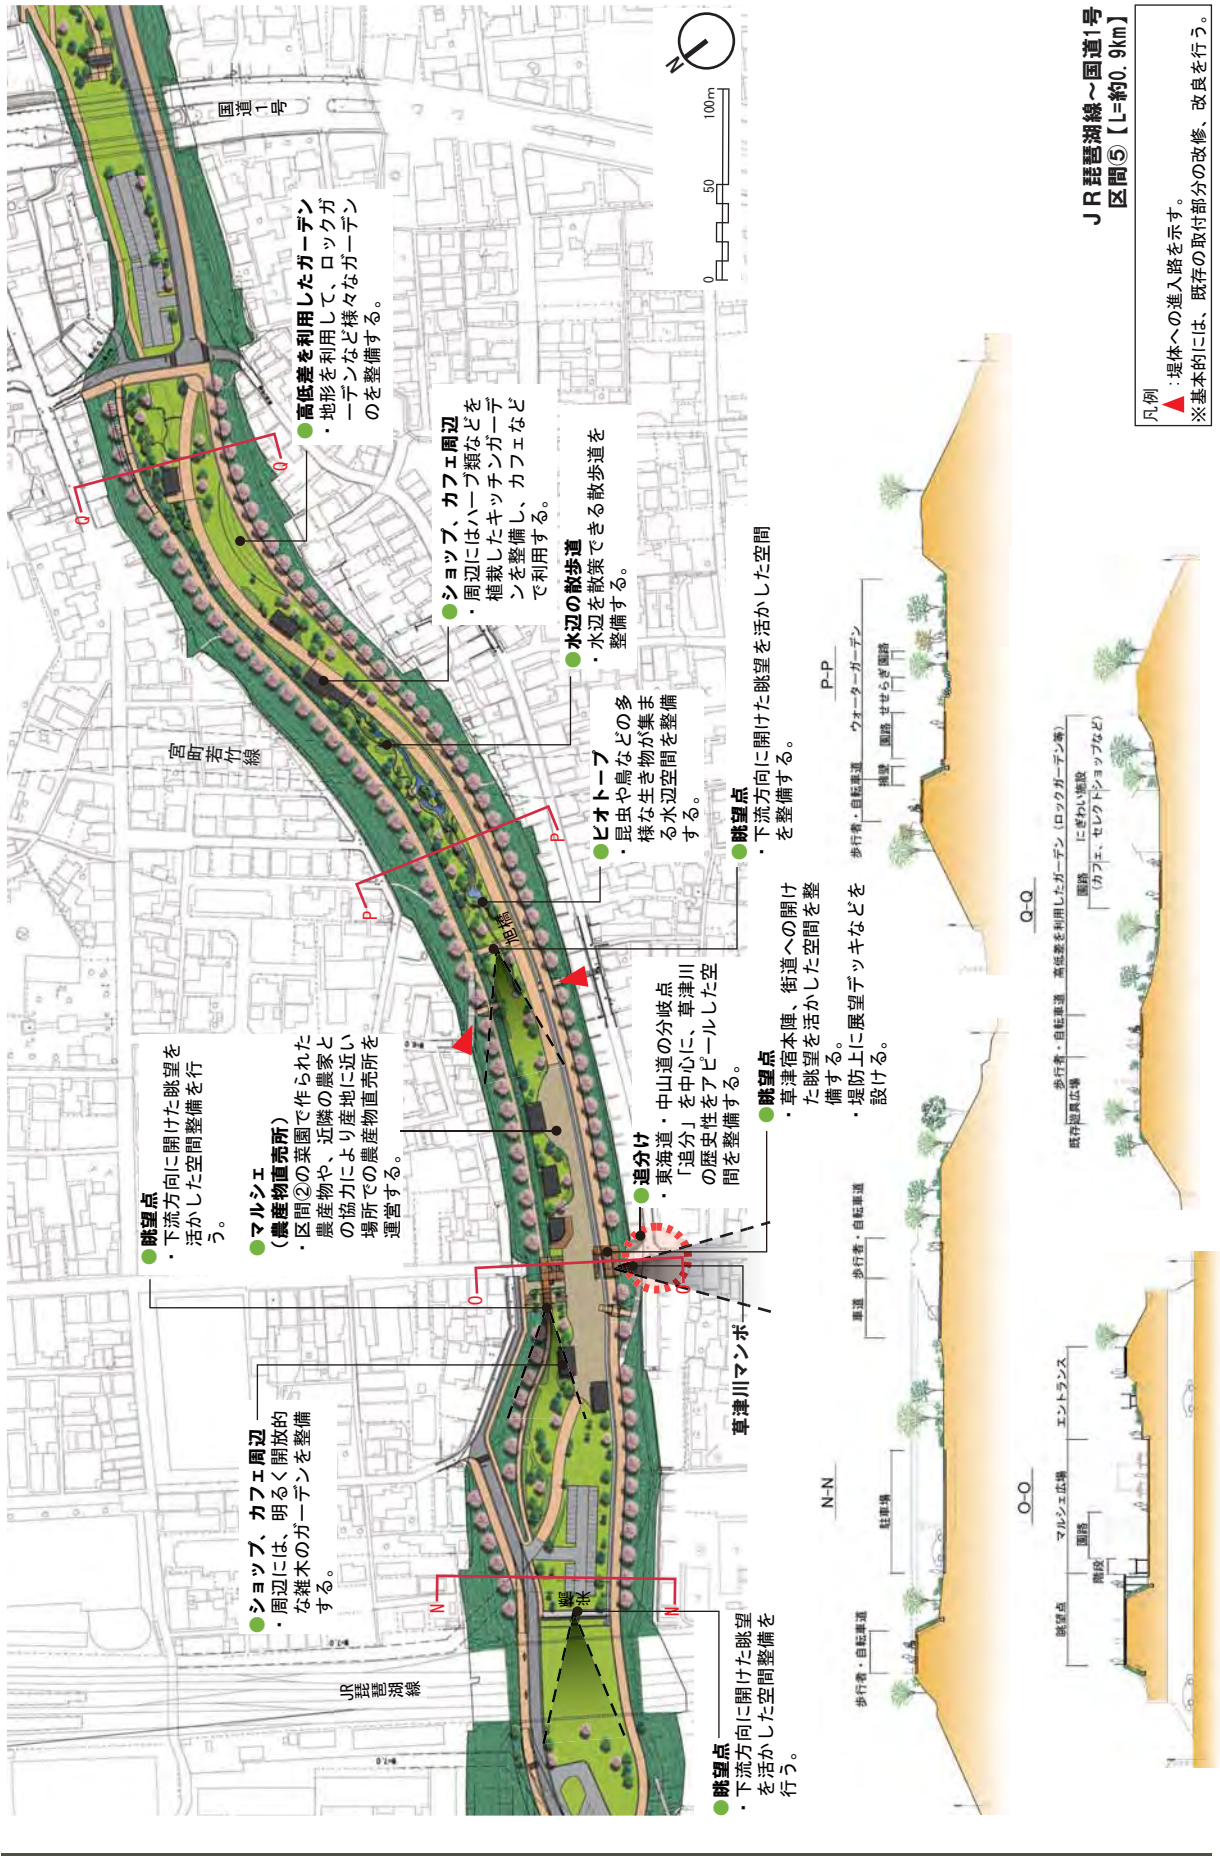 JR琵琶湖線～国道1号
区間⑤【L=約0.9km】
凡例
：堤体への進入路を示す。
※基本的には、既存の取付部分の改修、改良を行う。
N
0
50
100m
国道1号
宮町若竹線
JR琵琶湖線
旭橋
草津川マンポ
●眺望点
・下流方向に開けた眺望を活かした空間整備を行う。
●ショップ、カフェ周辺
・周辺には、明るく開放的
な雑木のガーデンを整備
する。
●眺望点
・下流方向に開けた眺望を
活かした空間整備を行
う。
●マルシェ
（農産物直売所）
・区間②の菜園で作られた
農産物や、近隣の農家と
の協力により産地に近い
場所での農産物直売所を
運営する。
●追分け
・東海道・中山道の分岐点
「追分」を中心に、草津川
の歴史性をアピールした空
間を整備する。
●眺望点
・草津宿本陣、街道への開け
た眺望を活かした空間を整
備する。
・堤防上に展望デッキなどを
設ける。
●眺望点
・下流方向に開けた眺望を活かした空間
を整備する。
●ビオトープ
・昆虫や鳥などの多
様な生き物が集ま
る水辺空間を整備
する。
●水辺の散歩道
・水辺を散策できる散歩道を
整備する。
●ショップ、カフェ周辺
・周辺にはハーブ類などを
植栽したキッチンガーデ
ンを整備し、カフェなど
で利用する。
●高低差を利用したガーデン
・地形を利用して、ロックガ
ーデンなど様々なガーデン
のを整備する。
N
N
O
O
P
P
Q
Q
N-N
歩行者・自転車道
駐車場
車道
歩行者・自転車道
P-P
歩行者・自転車道
擁壁
園路
ウォーターガーデン
せせらぎ
園路
O-O
眺望点
階段
園路
マルシェ広場
エントランス
Q-Q
既存遊具広場
歩行者・自転車道
高低差を利用したガーデン（ロックガーデン等）
園路
にぎわい施設
（カフェ、セレクトショップなど）